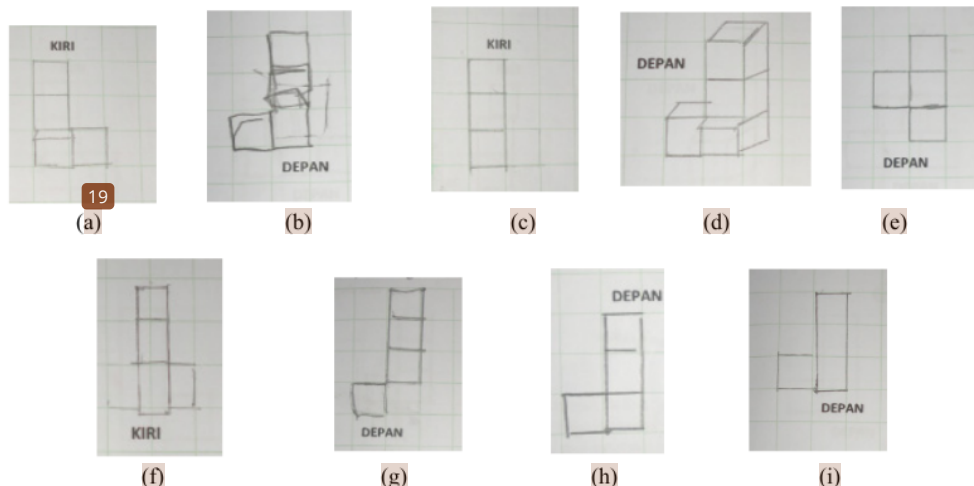 KIRI
DEPAN
KIRI
DEPAN
DEPAN
19
(a)
(b)
(c)
(d)
(e)
KIRI
DEPAN
DEPAN
DEPAN
(f)
(g)
(h)
(i)